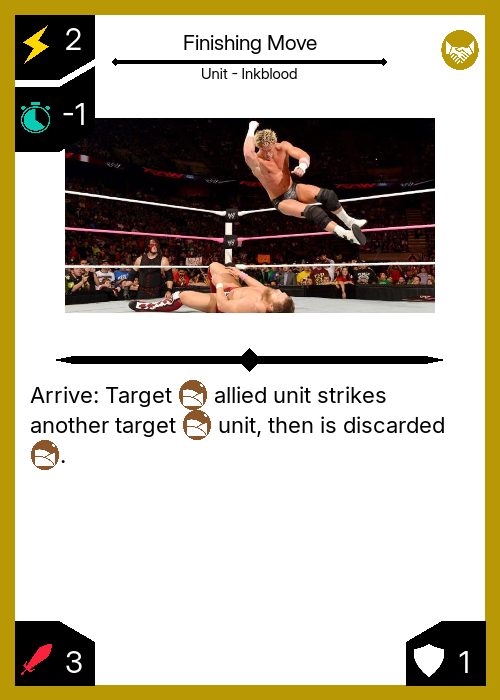 2
Finishing Move
Unit - Inkblood
-1
Arrive: Target allied unit strikes
another target unit, then is discarded
.
3
1